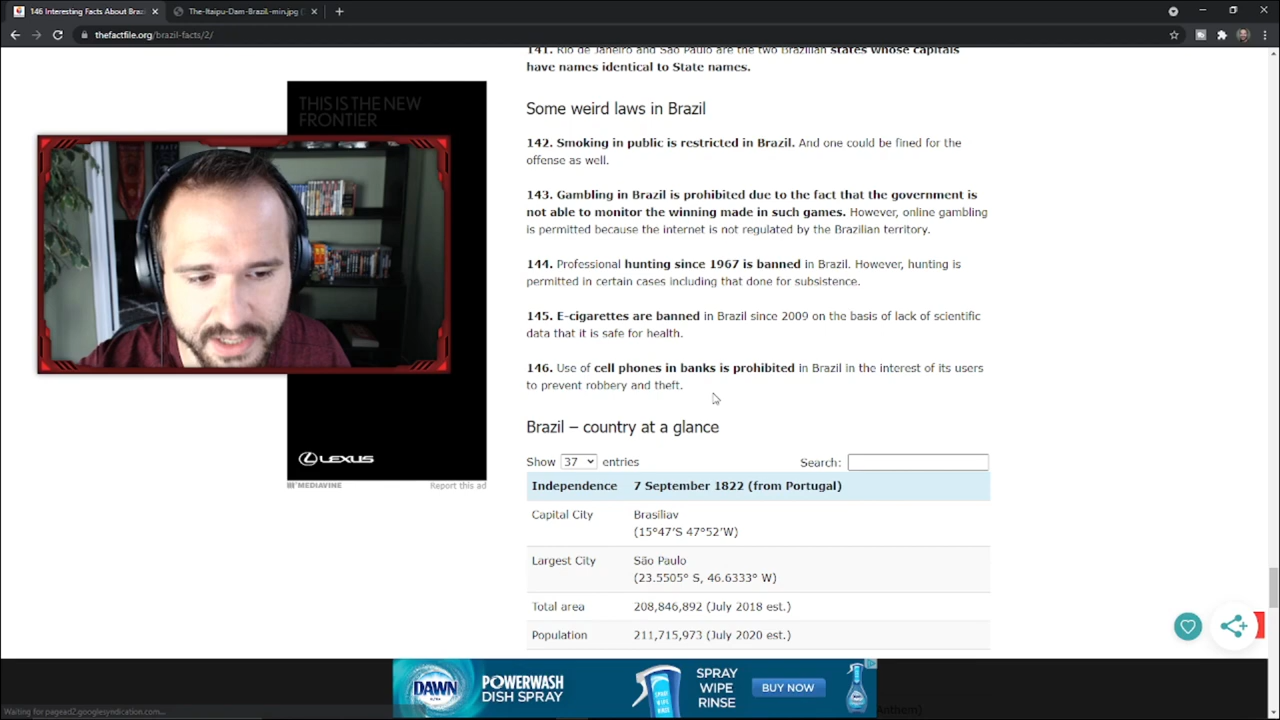 146 Interesting Facts About Braz
The-Itaipu-Dam-Brazil-min.jpg (
thefactfile.org/brazil-facts/2/
141. Rio de Janeiro and São Paulo are the two Brazilian states whose capitals
have names identical to State names.
THIS IS THE NEW
FRONTIER
Some weird laws in Brazil
142. Smoking in public is restricted in Brazil. And one could be fined for the
offense as well.
143. Gambling in Brazil is prohibited due to the fact that the government is
not able to monitor the winning made in such games. However, online gambling
is permitted because the internet is not regulated by the Brazilian territory.
144. Professional hunting since 1967 is banned in Brazil. However, hunting is
permitted in certain cases including that done for subsistence.
145. E-cigarettes are banned in Brazil since 2009 on the basis of lack of scientific
data that it is safe for health.
146. Use of cell phones in banks is prohibited in Brazil in the interest of its users
to prevent robbery and theft.
Brazil – country at a glance
LEXUS
MEDIAVINE
Report this ad
Show 37 entries
Search:
Independence 7 September 1822 (from Portugal)
Capital City Brasiliav
(15°47'S 47°52'W)
Largest City São Paulo
(23.5505° S, 46.6333° W)
Total area 208,846,892 (July 2018 est.)
Population 211,715,973 (July 2020 est.)
DAWN
POWERWASH
DISH SPRAY
SPRAY
WIPE
RINSE
BUY NOW
Anthem)
Waiting for pagead2.googlesyndication.com...